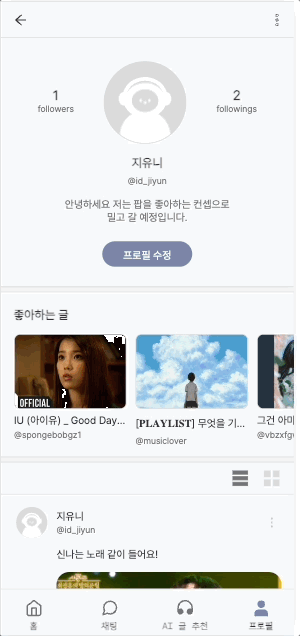 1
followers
2
followings
지유니
@id_jiyun
안녕하세요 저는 팝을 좋아하는 컨셉으로
밀고 갈 예정입니다.
프로필 수정
좋아하는 글
OFFICIAL
IU (아이유) _ Good Day...
@spongebobgz1
[PLAYLIST] 무엇을 기...
@musiclover
그건 아마
@vbzxfgv
지유니
@id_jiyun
신나는 노래 같이 들어요!
홈
채팅
AI 글 추천
프로필